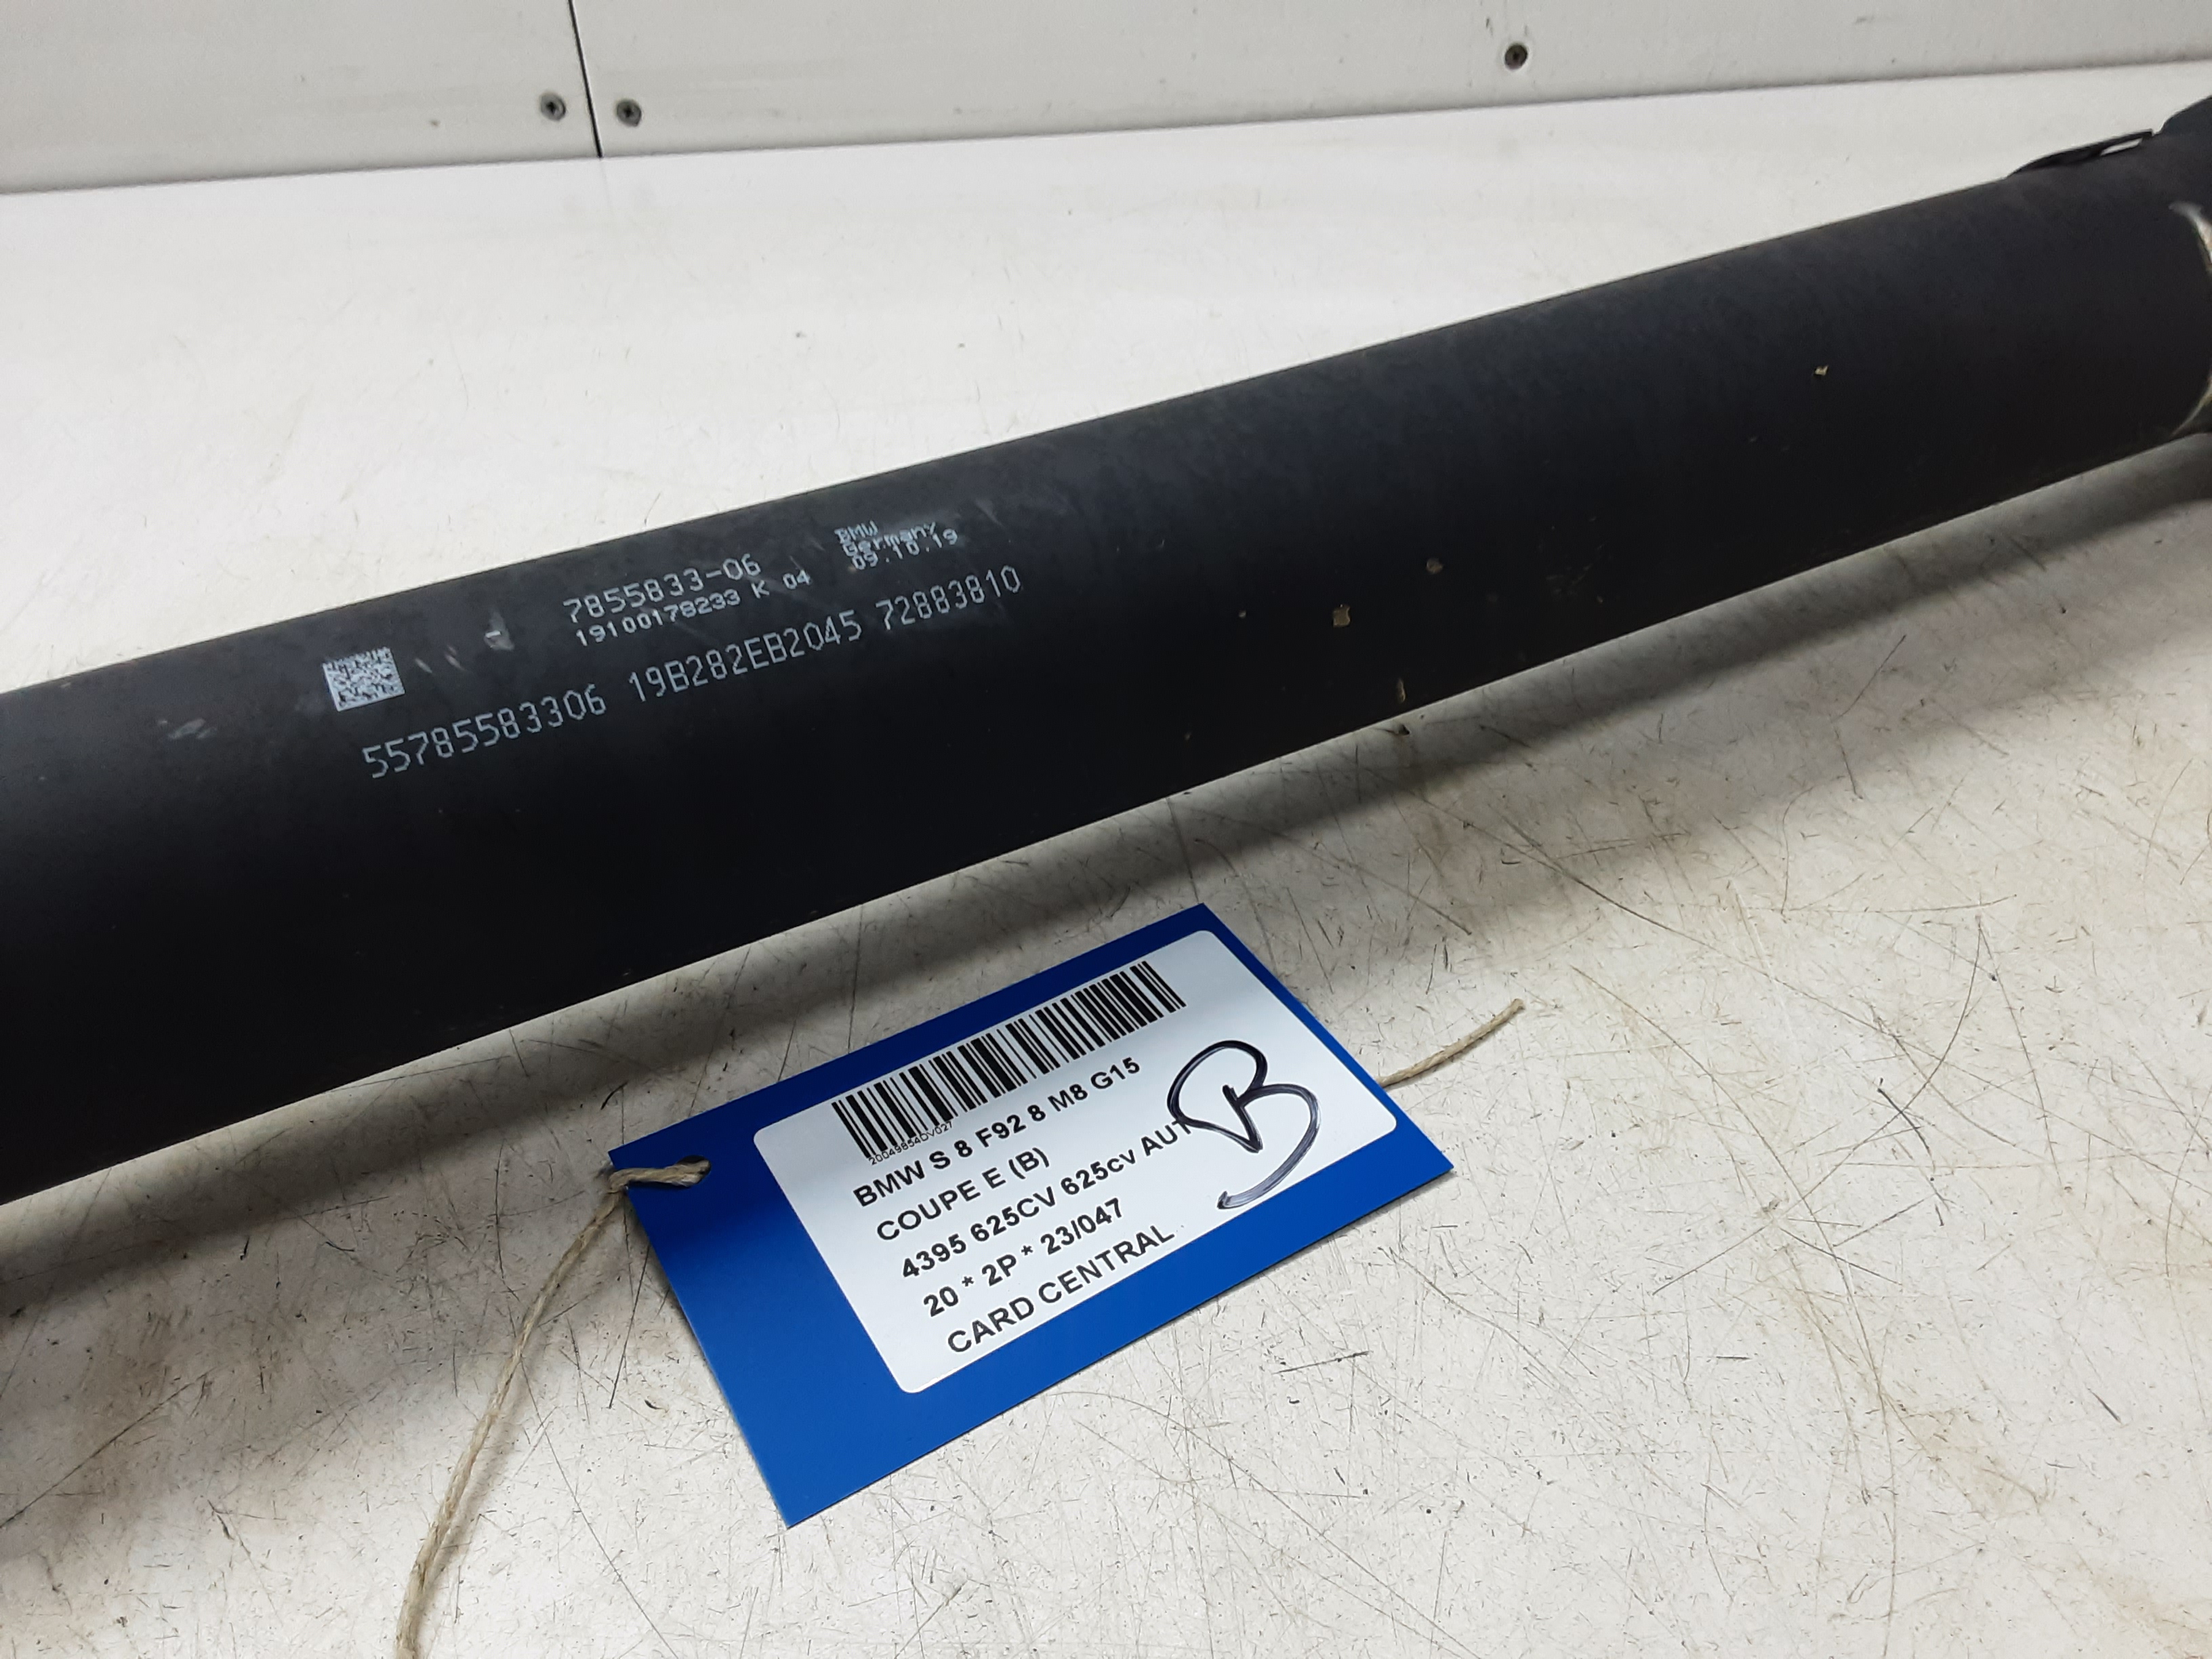 7855833-06
19100178233 K 04
BMW
Germany
09.10.19
55785583306 19B282EB2045 72883810
20049854DV027
BMW S 8 F92 8 M8 G15
COUPE E (B)
4395 625CV 625cv AUT
20 * 2P * 23/047
CARD CENTRAL
B